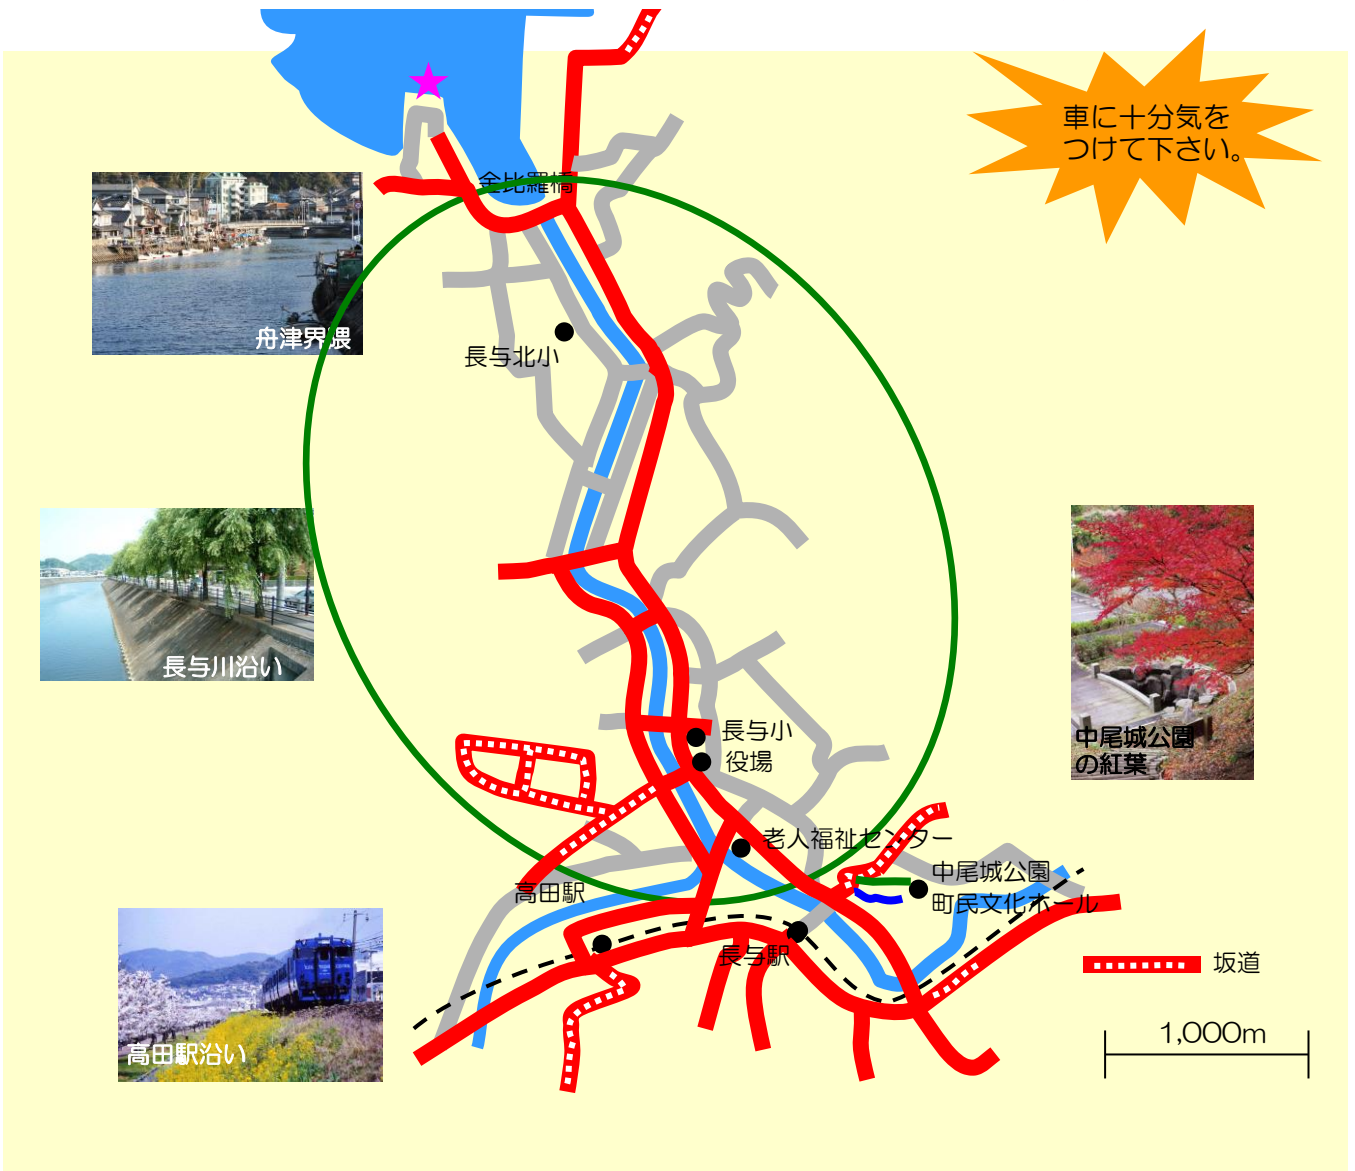 車に十分気を
つけて下さい。
金比羅橋
舟津界隈
長与北小
長与川沿い
長与小
役場
中尾城公園
の紅葉
老人福祉センター
高田駅
中尾城公園
町民文化ホール
長与駅
坂道
高田駅沿い
1,000m